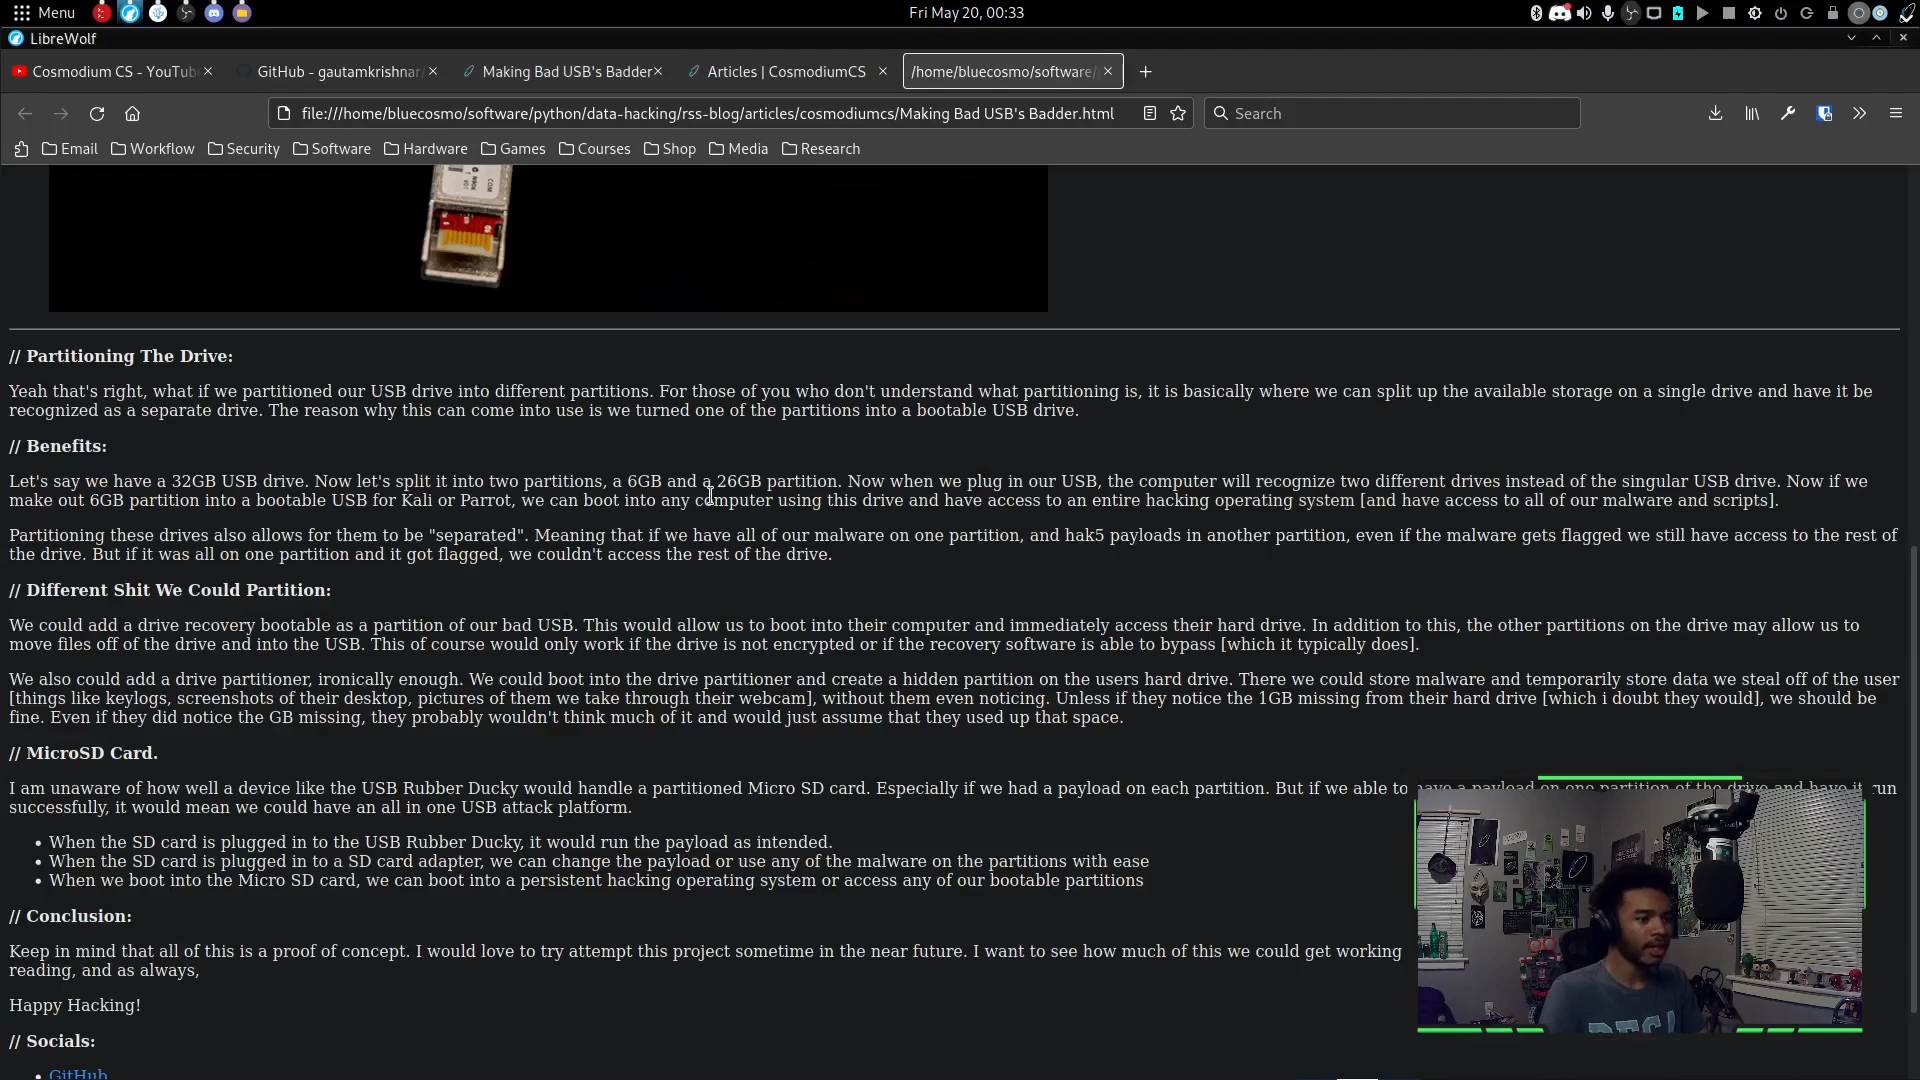 Menu
Fri May 20, 00:33
LibreWolf
Cosmodium CS - YouTub
GitHub - gautamkrishnar/
Making Bad USB's Badder
Articles | CosmodiumCS
/home/bluecosmo/software/
file:///home/bluecosmo/software/python/data-hacking/rss-blog/articles/cosmodiumcs/Making Bad USB's Badder.html
Search
Email Workflow Security Software Hardware Games Courses Shop Media Research
COM
// Partitioning The Drive:
Yeah that's right, what if we partitioned our USB drive into different partitions. For those of you who don't understand what partitioning is, it is basically where we can split up the available storage on a single drive and have it be
recognized as a separate drive. The reason why this can come into use is we turned one of the partitions into a bootable USB drive.
// Benefits:
Let's say we have a 32GB USB drive. Now let's split it into two partitions, a 6GB and a 26GB partition. Now when we plug in our USB, the computer will recognize two different drives instead of the singular USB drive. Now if we
make out 6GB partition into a bootable USB for Kali or Parrot, we can boot into any computer using this drive and have access to an entire hacking operating system [and have access to all of our malware and scripts].
Partitioning these drives also allows for them to be "separated". Meaning that if we have all of our malware on one partition, and hak5 payloads in another partition, even if the malware gets flagged we still have access to the rest of
the drive. But if it was all on one partition and it got flagged, we couldn't access the rest of the drive.
// Different Shit We Could Partition:
We could add a drive recovery bootable as a partition of our bad USB. This would allow us to boot into their computer and immediately access their hard drive. In addition to this, the other partitions on the drive may allow us to
move files off of the drive and into the USB. This of course would only work if the drive is not encrypted or if the recovery software is able to bypass [which it typically does].
We also could add a drive partitioner, ironically enough. We could boot into the drive partitioner and create a hidden partition on the users hard drive. There we could store malware and temporarily store data we steal off of the user
[things like keylogs, screenshots of their desktop, pictures of them we take through their webcam], without them even noticing. Unless if they notice the 1GB missing from their hard drive [which i doubt they would], we should be
fine. Even if they did notice the GB missing, they probably wouldn't think much of it and would just assume that they used up that space.
// MicroSD Card.
I am unaware of how well a device like the USB Rubber Ducky would handle a partitioned Micro SD card. Especially if we had a payload on each partition. But if we able to have a payload on one partition of the drive and have it run
successfully, it would mean we could have an all in one USB attack platform.
• When the SD card is plugged in to the USB Rubber Ducky, it would run the payload as intended.
• When the SD card is plugged in to a SD card adapter, we can change the payload or use any of the malware on the partitions with ease
• When we boot into the Micro SD card, we can boot into a persistent hacking operating system or access any of our bootable partitions
// Conclusion:
Keep in mind that all of this is a proof of concept. I would love to try attempt this project sometime in the near future. I want to see how much of this we could get working
reading, and as always,
Happy Hacking!
// Socials:
• GitHub